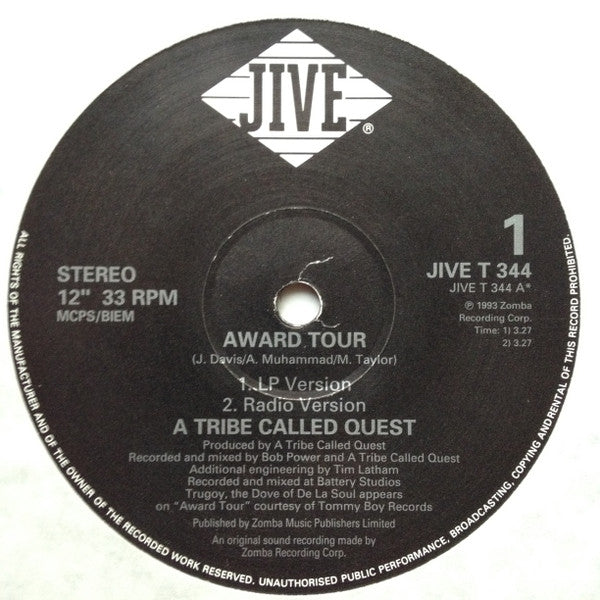 JIVE
®
1
STEREO
12" 33 RPM
MCPS/BIEM
JIVE T 344
JIVE T 344 A*
℗ 1993 Zomba
Recording Corp.
Time: 1) 3.27
2) 3.27
AWARD TOUR
(J. Davis/A. Muhammad/M. Taylor)
1. LP Version
2. Radio Version
A TRIBE CALLED QUEST
Produced by A Tribe Called Quest
Recorded and mixed by Bob Power and A Tribe Called Quest
Additional engineering by Tim Latham
Recorded and mixed at Battery Studios
Trugoy, the Dove of De La Soul appears
on "Award Tour" courtesy of Tommy Boy Records
Published by Zomba Music Publishers Limited
An original sound recording made by
Zomba Recording Corp.
ALL RIGHTS OF THE MANUFACTURER AND OF THE OWNER OF THE RECORDED WORK RESERVED. UNAUTHORISED PUBLIC PERFORMANCE, BROADCASTING, COPYING AND RENTAL OF THIS RECORD PROHIBITED.